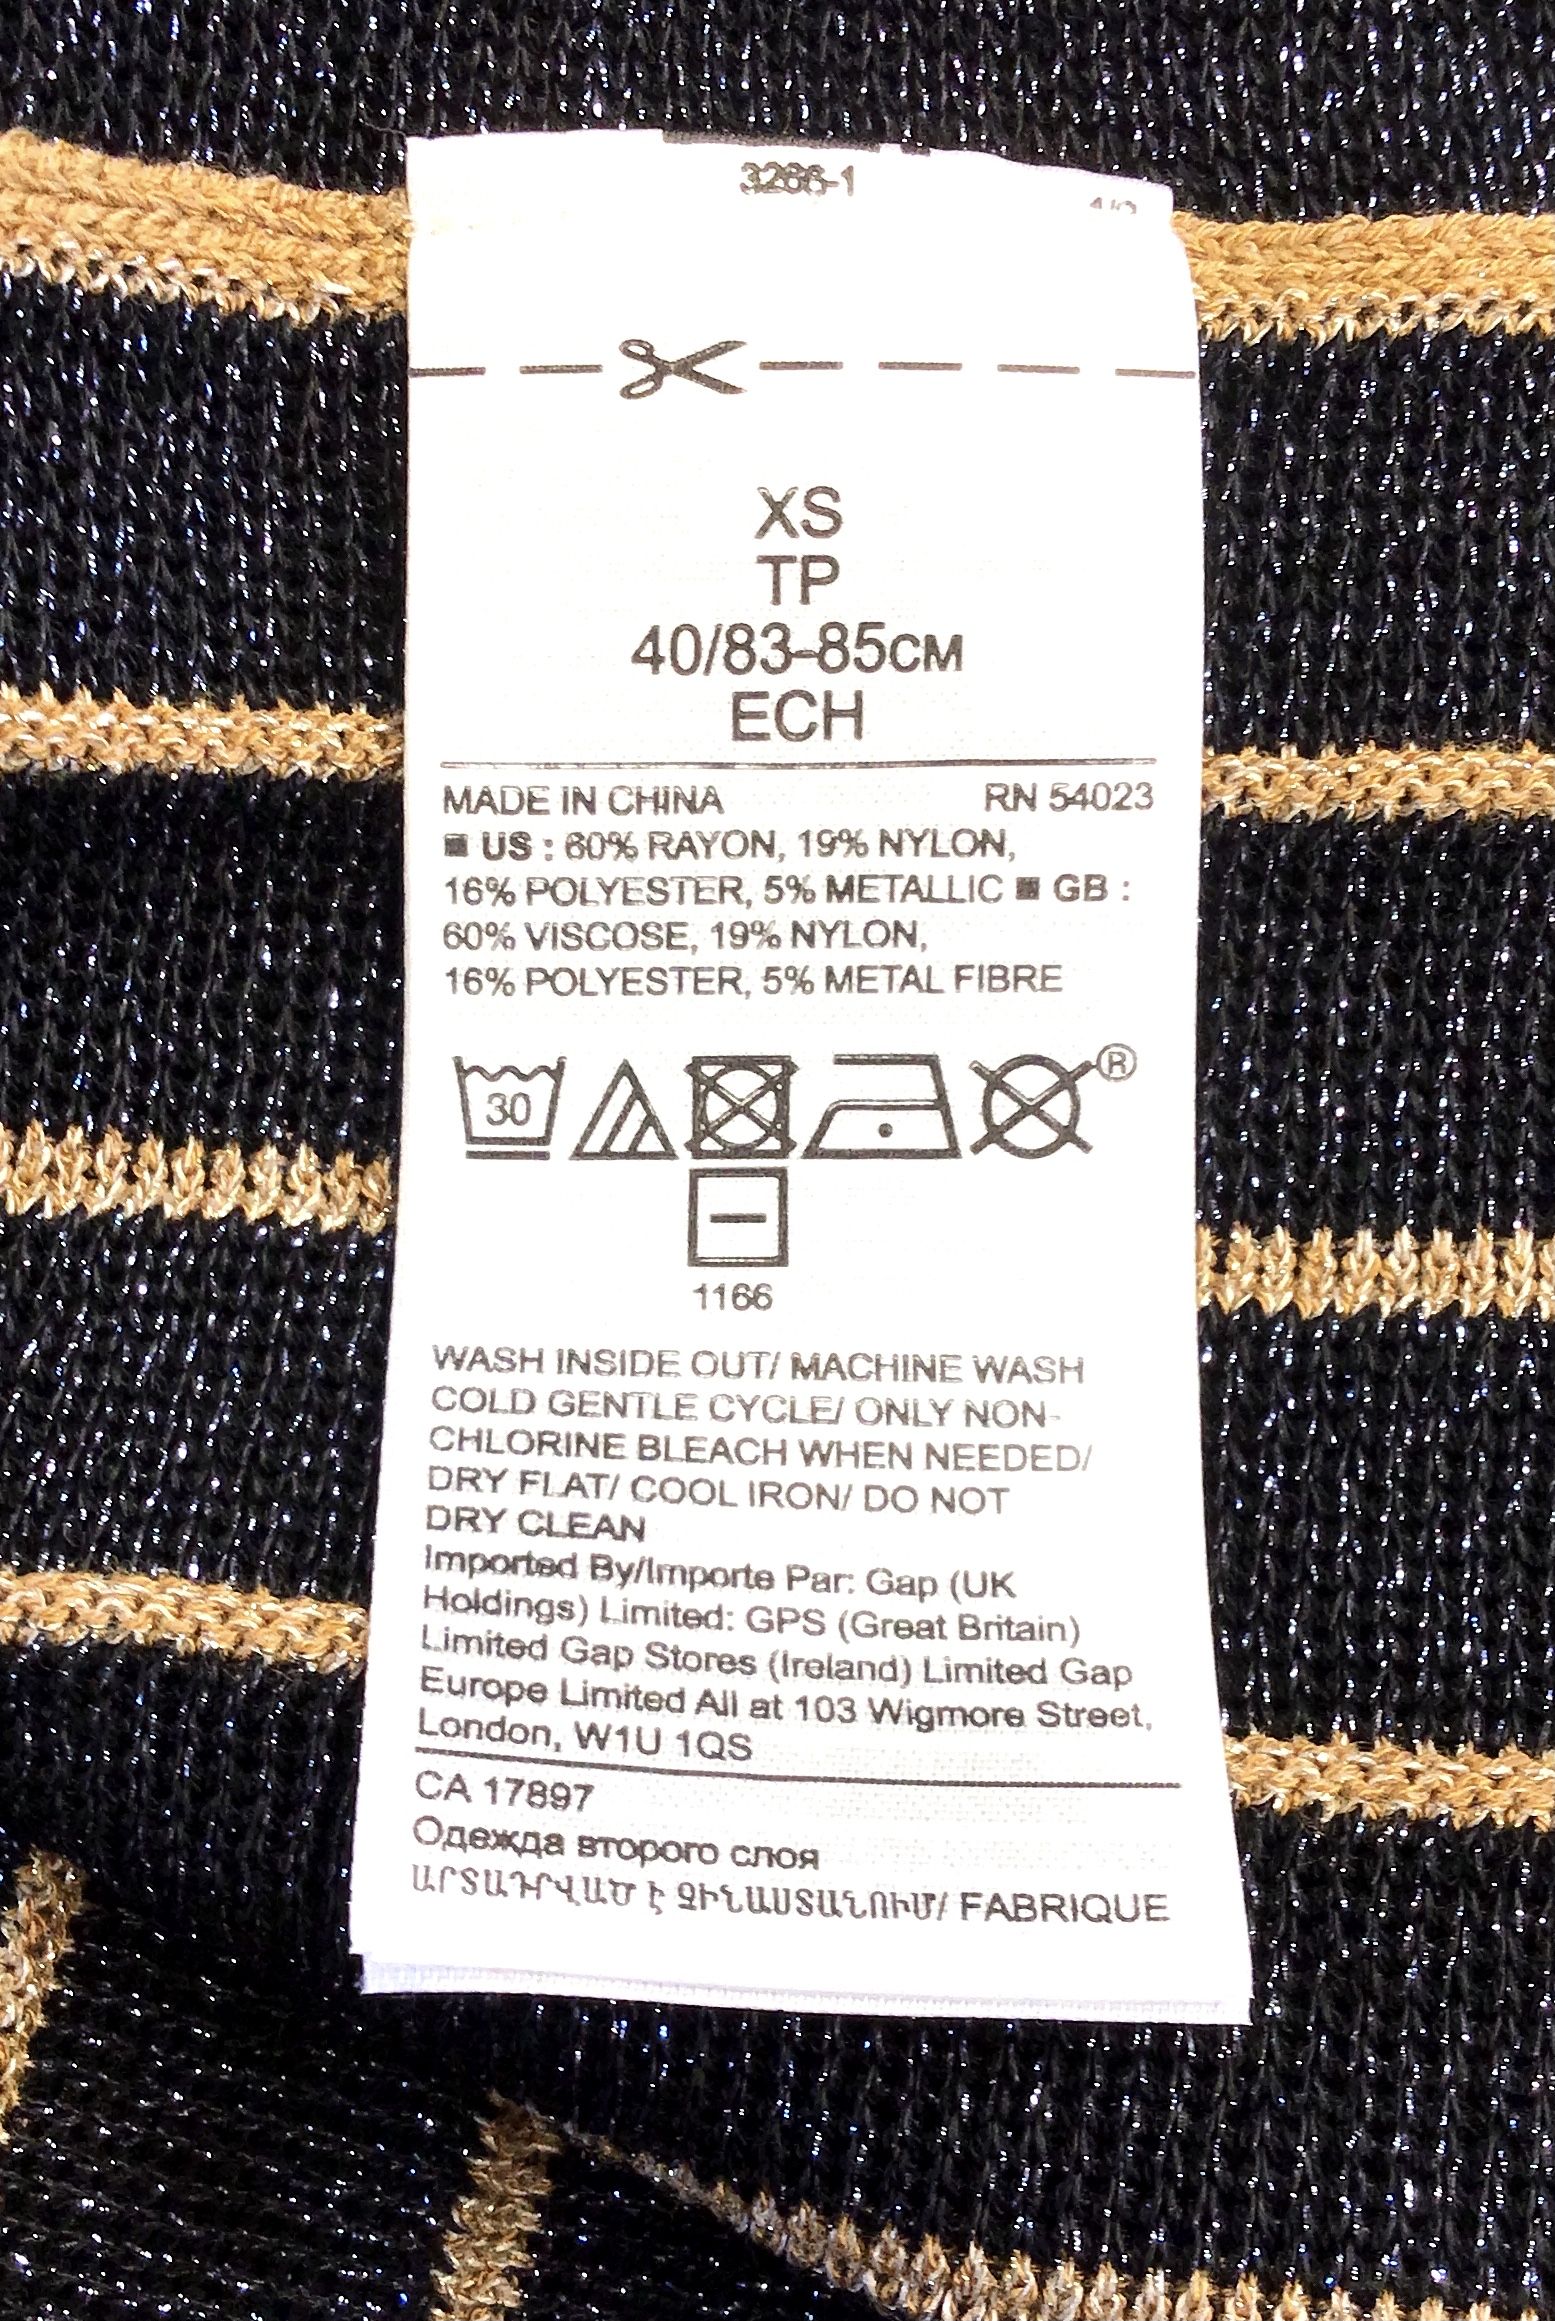 3286-1
XS
TP
40/83-85см
ECH
MADE IN CHINA RN 54023
■ US : 60% RAYON, 19% NYLON,
16% POLYESTER, 5% METALLIC ■ GB :
60% VISCOSE, 19% NYLON,
16% POLYESTER, 5% METAL FIBRE
30 ®
1166
WASH INSIDE OUT/ MACHINE WASH
COLD GENTLE CYCLE/ ONLY NON-
CHLORINE BLEACH WHEN NEEDED/
DRY FLAT/ COOL IRON/ DO NOT
DRY CLEAN
Imported By/Importe Par: Gap (UK
Holdings) Limited: GPS (Great Britain)
Limited Gap Stores (Ireland) Limited Gap
Europe Limited All at 103 Wigmore Street,
London, W1U 1QS
CA 17897
Одежда второго слоя
ԱՐՏԱԴՐՎԱԾ Է ՉԻՆԱՍՏԱՆՈՒՄ/ FABRIQUE